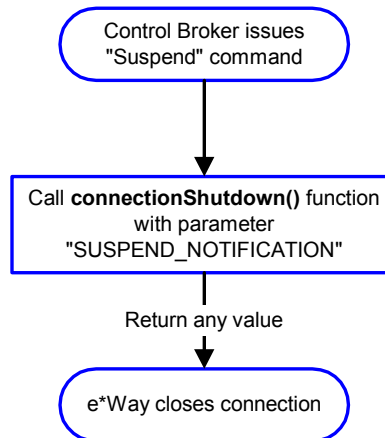 Control Broker issues
"Suspend" command
Call connectionShutdown() function
with parameter
"SUSPEND_NOTIFICATION"
Return any value
e*Way closes connection